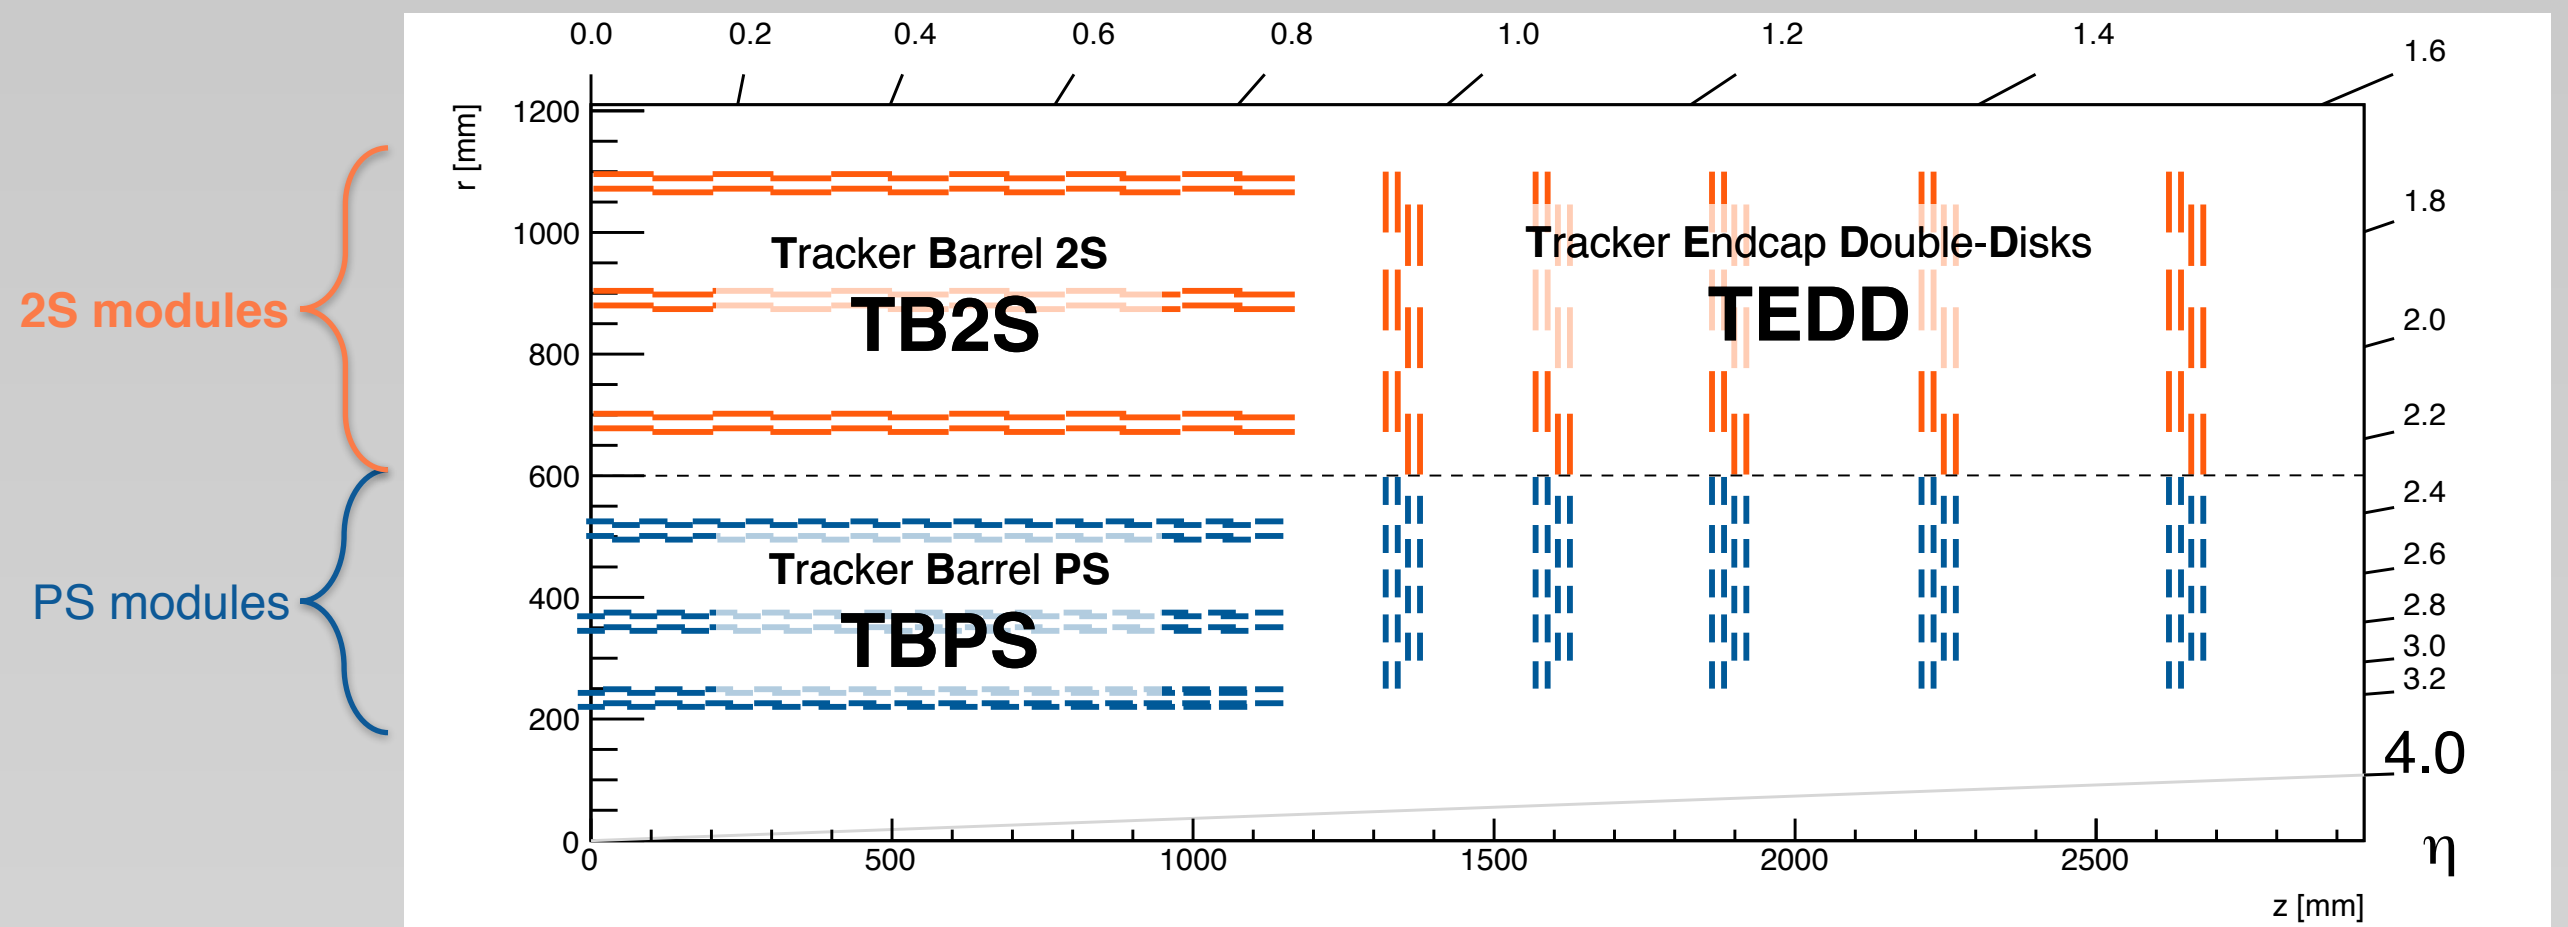 0.0 0.2 0.4 0.6 0.8 1.0 1.2 1.4 1.6
r [mm]
1200
1000
800
600
400
200
0
2S modules
PS modules
Tracker Barrel 2S
TB2S
Tracker Endcap Double-Disks
TEDD
Tracker Barrel PS
TBPS
1.8
2.0
2.2
2.4
2.6
2.8
3.0
3.2
4.0
η
0 500 1000 1500 2000 2500
z [mm]